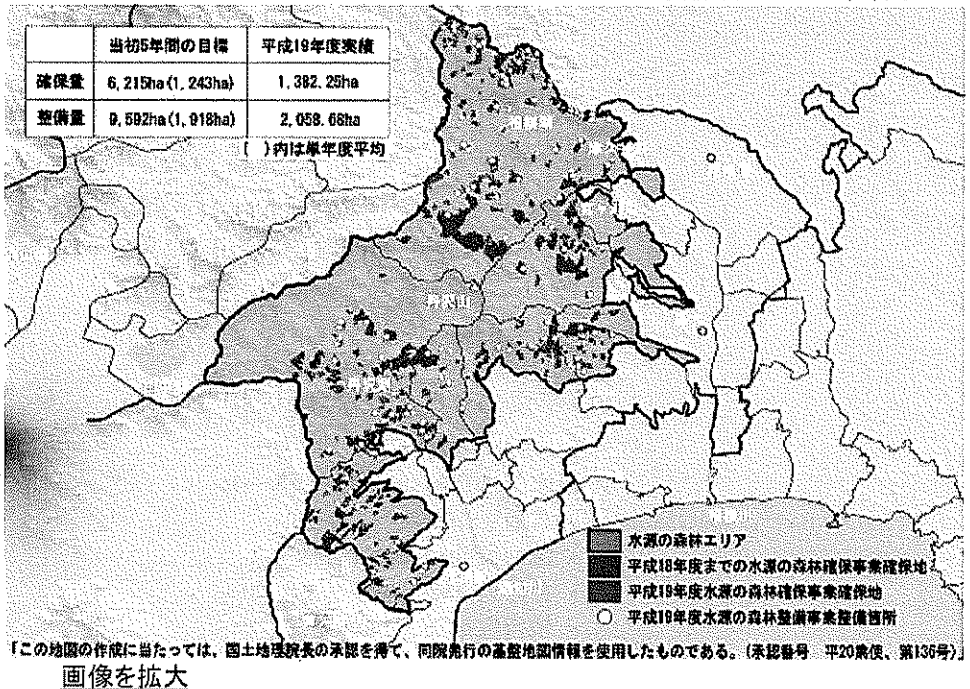 当初5年間の目標 平成19年度実績
確保量 6,215ha(1,243ha) 1,382.25ha
整備量 9,592ha(1,918ha) 2,058.68ha
( )内は単年度平均
丹沢山
水源の森林エリア
平成18年度までの水源の森林確保事業確保地
平成19年度水源の森林確保事業確保地
平成19年度水源の森林整備事業整備箇所
「この地図の作成に当たっては、国土地理院長の承認を得て、同院発行の基盤地図情報を使用したものである。(承認番号 平20業使、第136号)」
画像を拡大